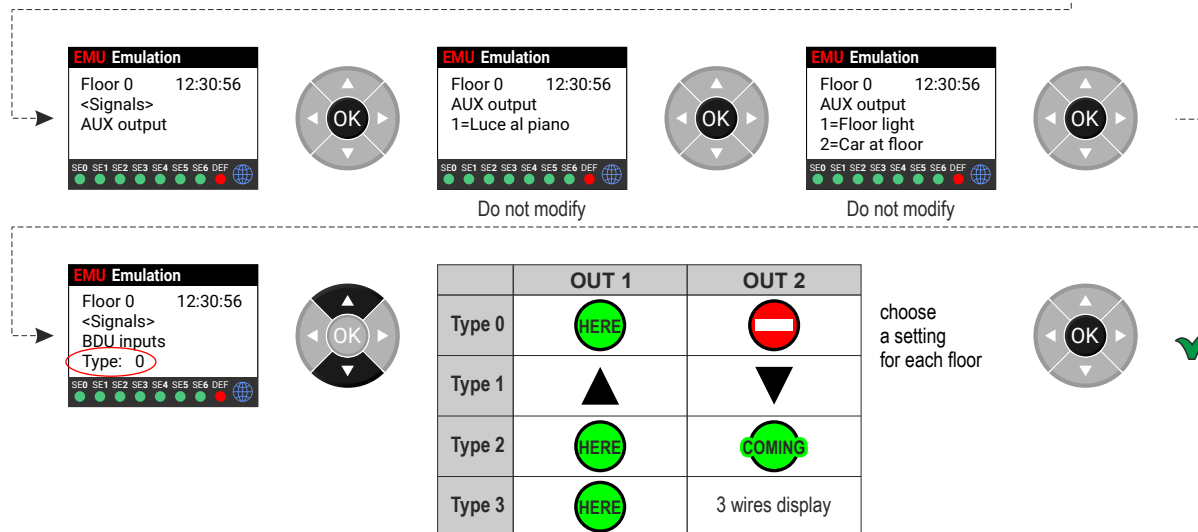 EMU Emulation
Floor 0 12:30:56
<Signals>
AUX output
SE0 SE1 SE2 SE3 SE4 SE5 SE6 DEF
OK
EMU Emulation
Floor 0 12:30:56
AUX output
1=Luce al piano
SE0 SE1 SE2 SE3 SE4 SE5 SE6 DEF
Do not modify
OK
EMU Emulation
Floor 0 12:30:56
AUX output
1=Floor light
2=Car at floor
SE0 SE1 SE2 SE3 SE4 SE5 SE6 DEF
Do not modify
OK
EMU Emulation
Floor 0 12:30:56
<Signals>
BDU inputs
Type: 0
SE0 SE1 SE2 SE3 SE4 SE5 SE6 DEF
OK
OUT 1 OUT 2
Type 0 HERE
Type 1
Type 2 HERE COMING
Type 3 HERE 3 wires display
choose
a setting
for each floor
OK